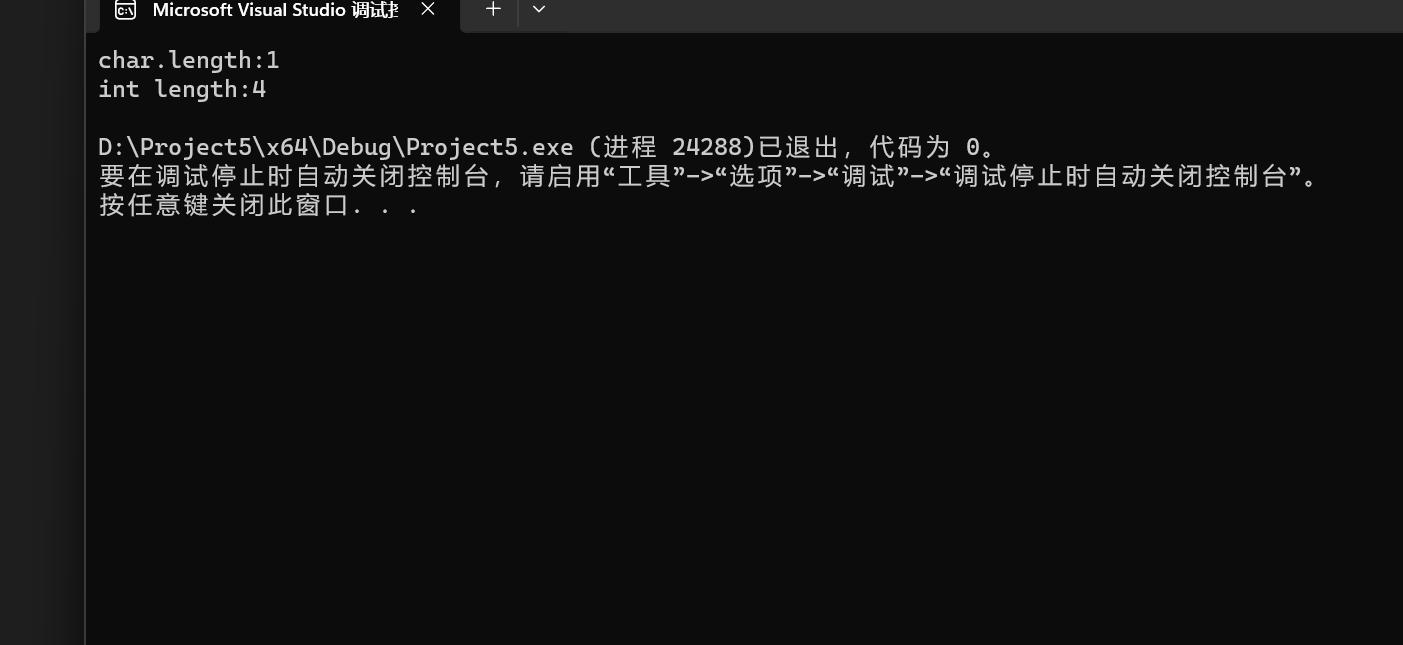 Microsoft Visual Studio 调试
char.length:1
int length:4
D:\Project5\x64\Debug\Project5.exe (进程 24288)已退出，代码为 0。
要在调试停止时自动关闭控制台，请启用“工具”->“选项”->“调试”->“调试停止时自动关闭控制台”。
按任意键关闭此窗口. . .